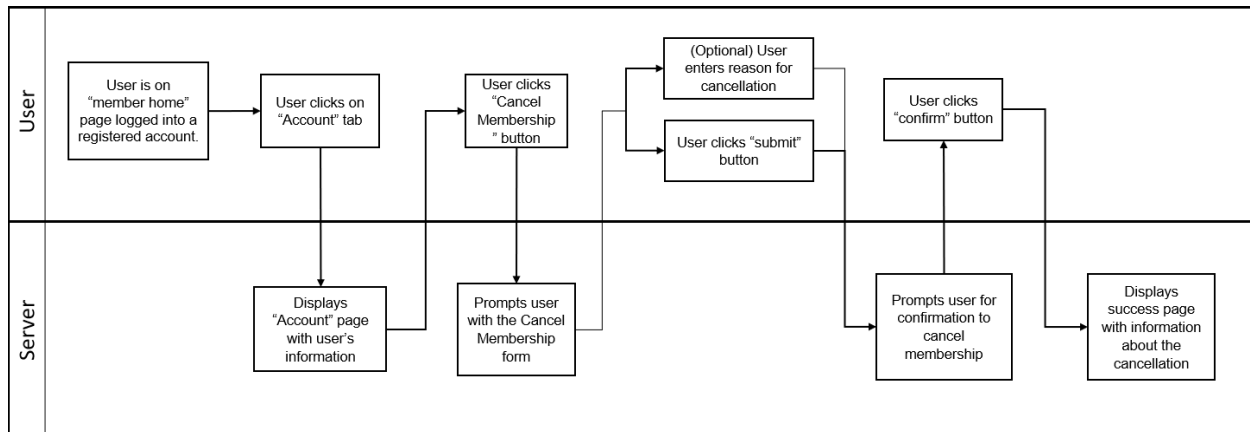 User
User is on
“member home”
page logged into a
registered account.
User clicks on
“Account” tab
User clicks
“Cancel
Membership
” button
(Optional) User
enters reason for
cancellation
User clicks “submit”
button
User clicks
“confirm” button
Server
Displays
“Account” page
with user’s
information
Prompts user
with the Cancel
Membership
form
Prompts user for
confirmation to
cancel
membership
Displays
success page
with information
about the
cancellation